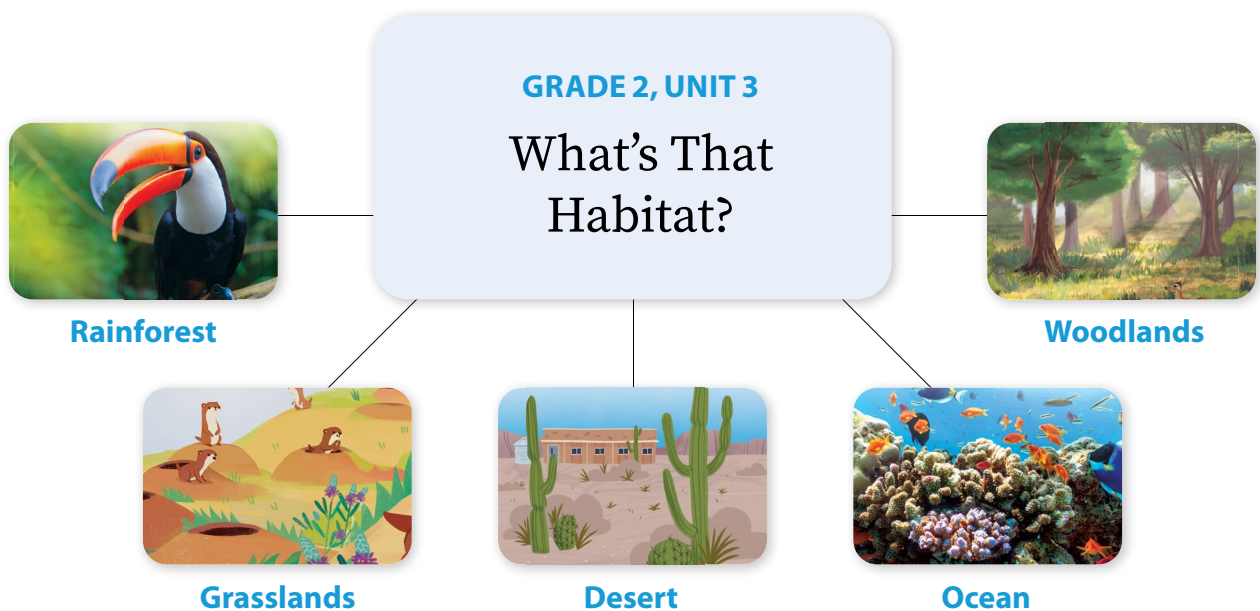 GRADE 2, UNIT 3
What's That
Habitat?
Rainforest
Woodlands
Grasslands
Desert
Ocean